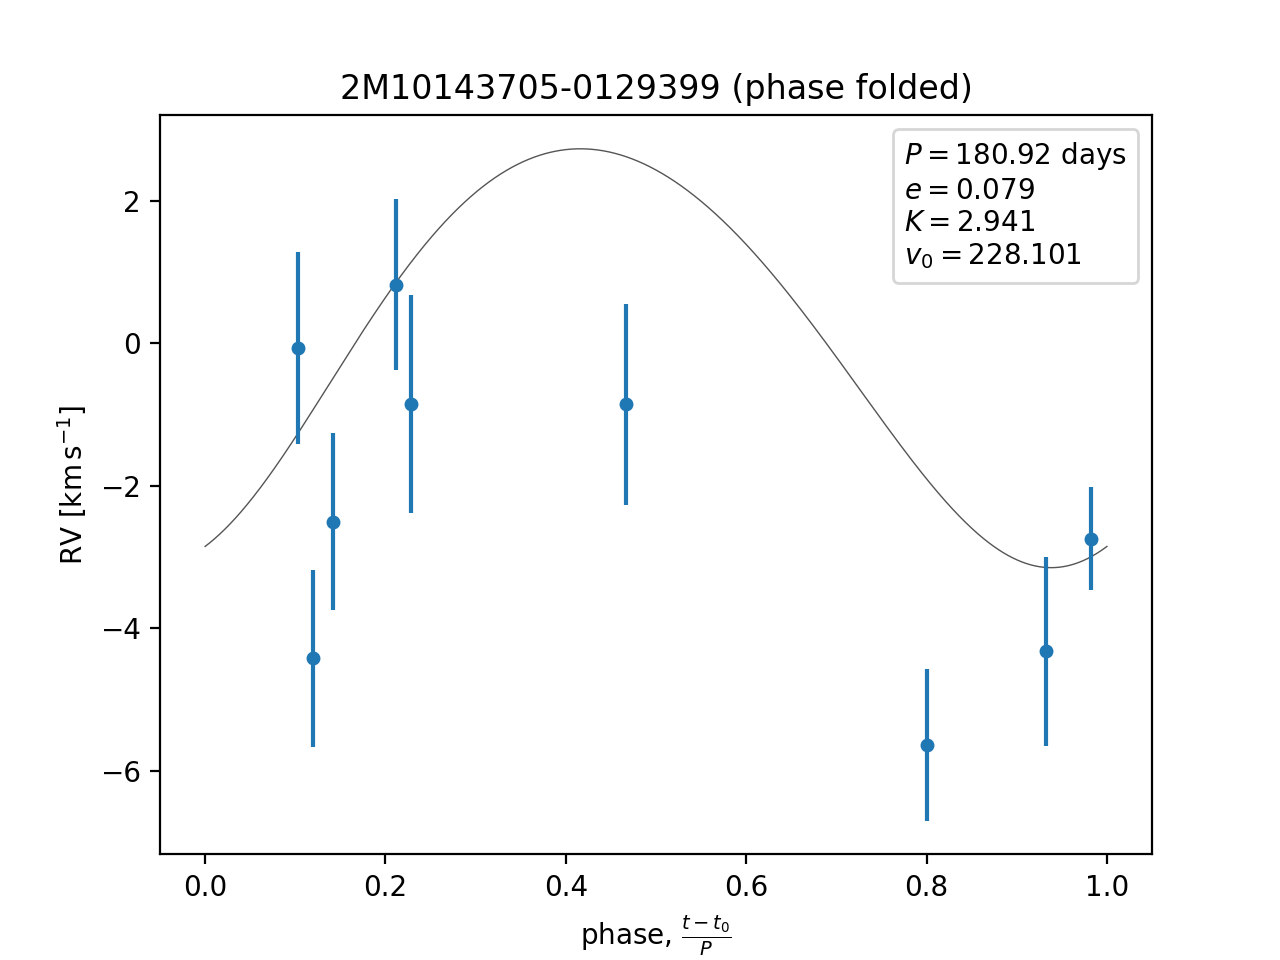 2M10143705-0129399 (phase folded)
P = 180.92 days
e = 0.079
K = 2.941
v₀ = 228.101
2
0
−2
−4
−6
RV [km s⁻¹]
0.0 0.2 0.4 0.6 0.8 1.0
phase, (t − t₀)/P